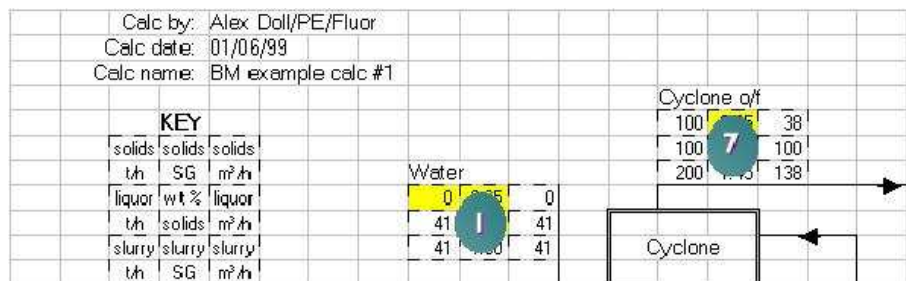 Calc by: Alex Doll/PE/Fluor
Calc date: 01/06/99
Calc name: BM example calc #1
Cyclone o/f
100 38
KEY
100 7 100
solids solids solids
200 138
t/h SG m³/h
Water
liquor wt % liquor
0 0
t/h solids m³/h
41 1 41
slurry slurry slurry
41 41
t/h SG m³/h
Cyclone